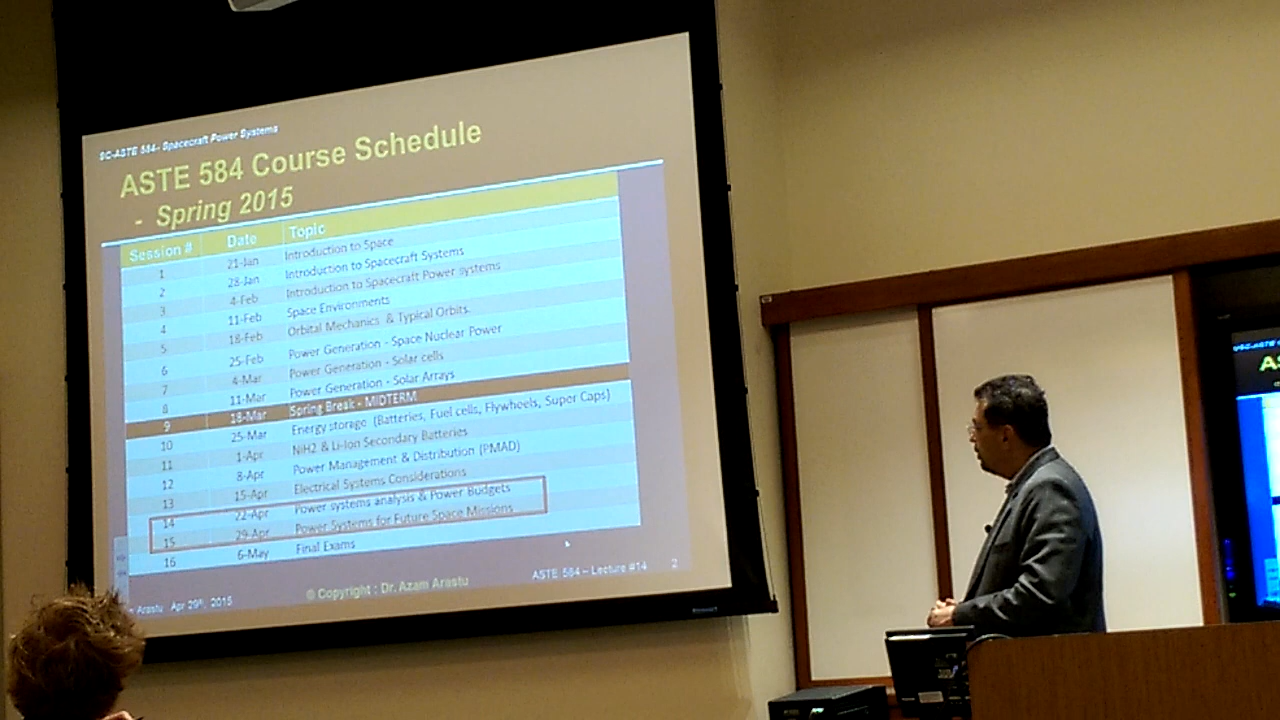 SC-ASTE 584- Spacecraft Power Systems
ASTE 584 Course Schedule
- Spring 2015
Session # Date Topic
1 21-Jan Introduction to Space
2 28-Jan Introduction to Spacecraft Systems
3 4-Feb Introduction to Spacecraft Power systems
4 11-Feb Space Environments
5 18-Feb Orbital Mechanics & Typical Orbits
6 25-Feb Power Generation - Space Nuclear Power
7 4-Mar Power Generation - Solar cells
8 11-Mar Power Generation - Solar Arrays
9 18-Mar Spring Break - MIDTERM
10 25-Mar Energy storage (Batteries, Fuel cells, Flywheels, Super Caps)
11 1-Apr NiH2 & Li-Ion Secondary Batteries
12 8-Apr Power Management & Distribution (PMAD)
13 15-Apr Electrical Systems Considerations
14 22-Apr Power systems analysis & Power Budgets
15 29-Apr Power Systems for Future Space Missions
16 6-May Final Exams
Arastu Apr 29th, 2015 © Copyright : Dr. Azam Arastu ASTE 584 – Lecture #14 2